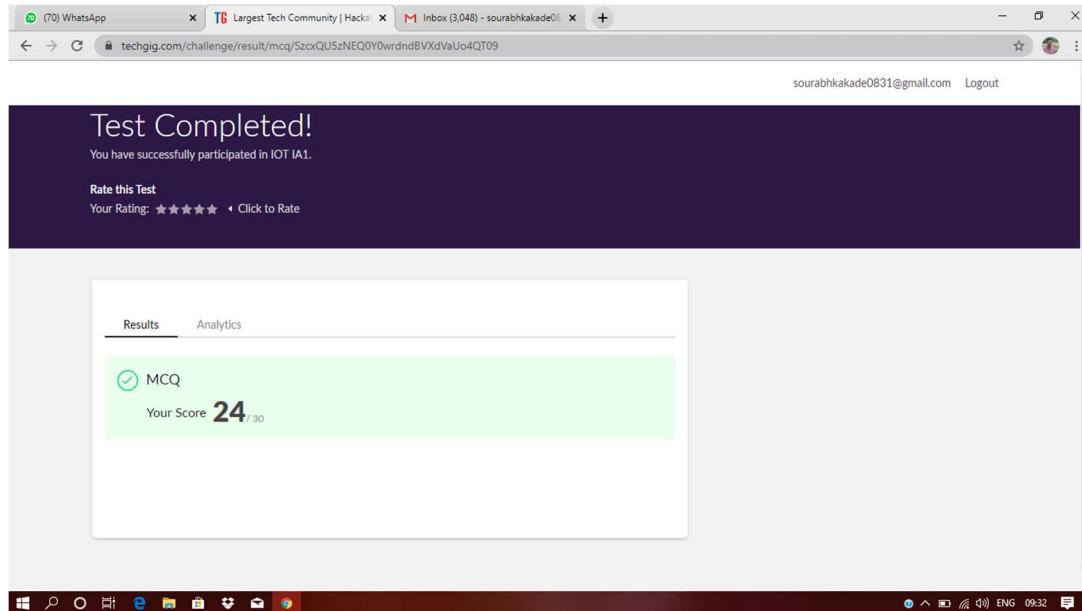 (70) WhatsApp
Largest Tech Community | Hacka
Inbox (3,048) - sourabhkakade08
techgig.com/challenge/result/mcq/SzcxQU5zNEQ0Y0wrdndBVXdVaUo4QT09
sourabhkakade0831@gmail.com Logout
Test Completed!
You have successfully participated in IOT IA1.
Rate this Test
Your Rating: Click to Rate
Results Analytics
MCQ
Your Score 24 / 30
ENG 09:32